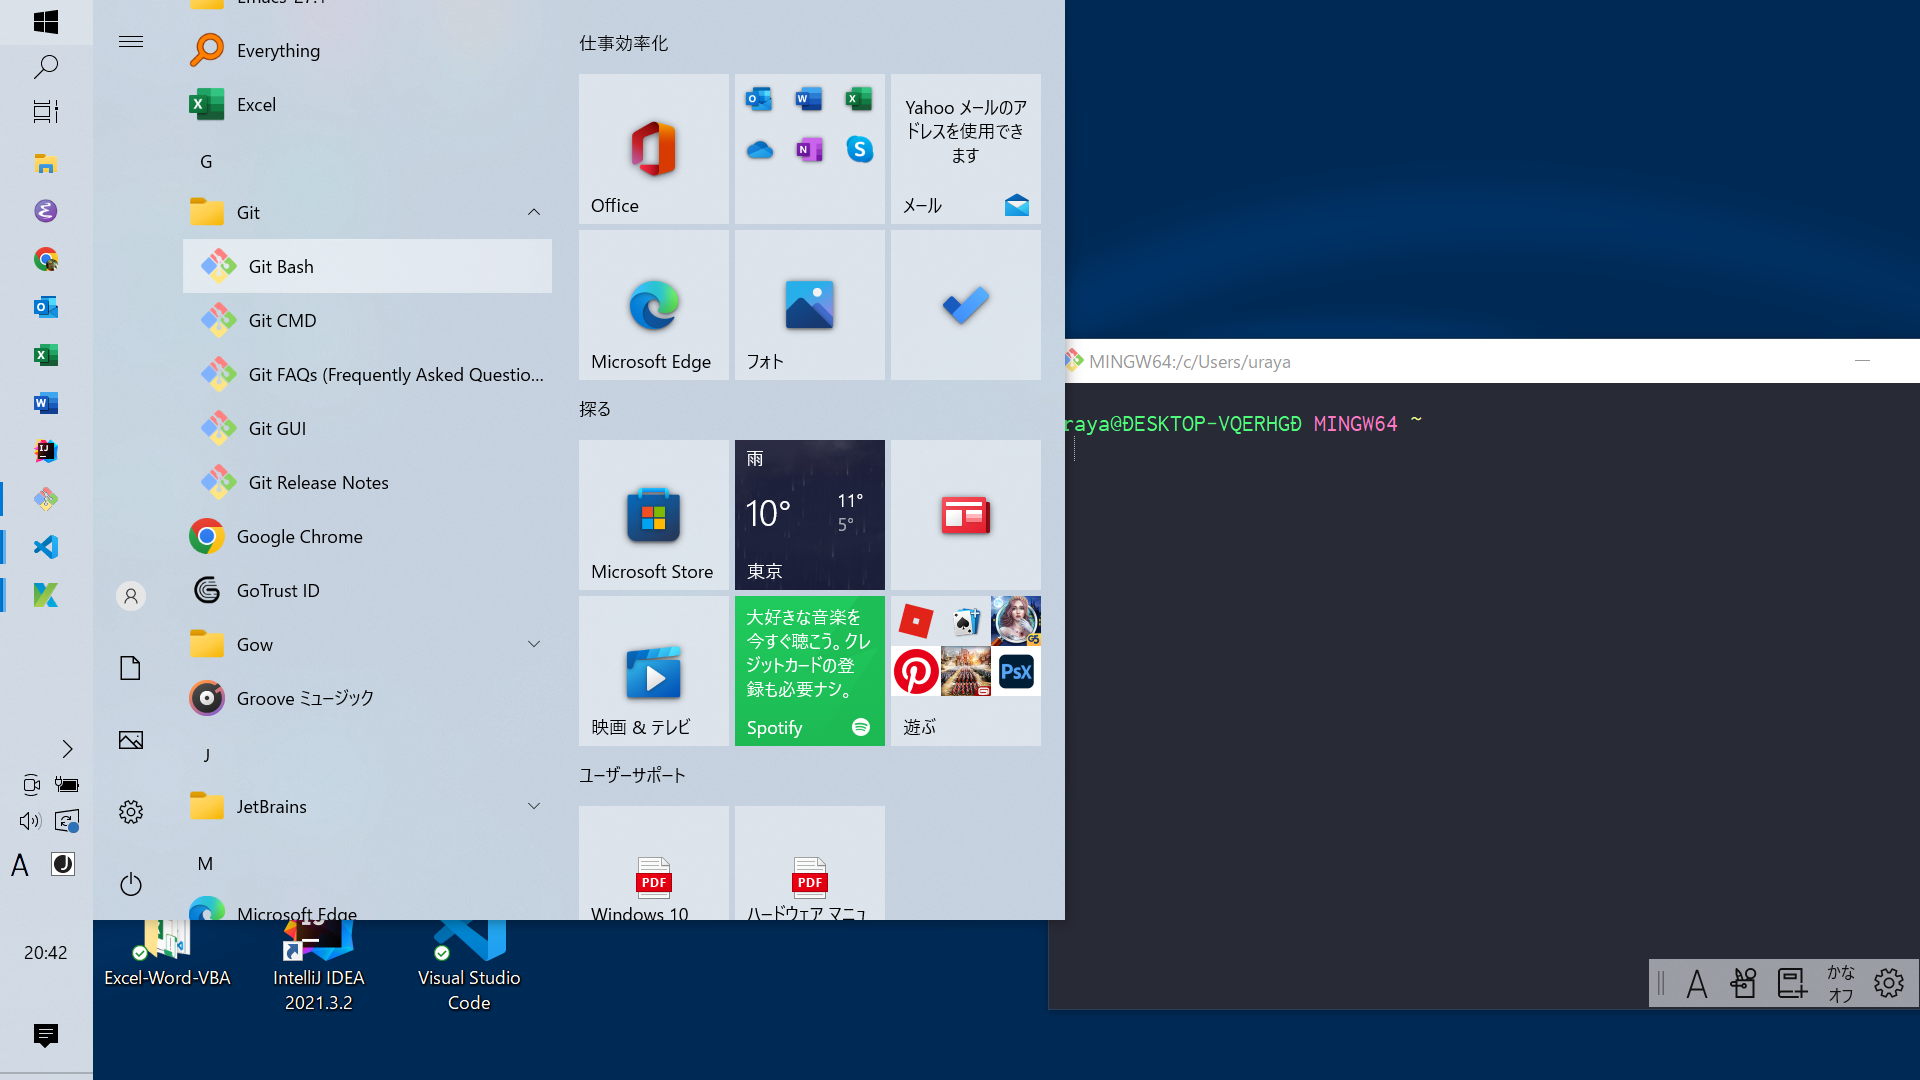 Everything
Excel
G
Git
Git Bash
Git CMD
Git FAQs (Frequently Asked Questio...
Git GUI
Git Release Notes
Google Chrome
GoTrust ID
Gow
Groove ミュージック
J
JetBrains
M
Microsoft Edge
仕事効率化
Office
Yahoo メールのア
ドレスを使用でき
ます
メール
Microsoft Edge
フォト
探る
Microsoft Store
雨
10°
11°
5°
東京
映画 & テレビ
大好きな音楽を
今すぐ聴こう。クレ
ジットカードの登
録も必要ナシ。
Spotify
遊ぶ
ユーザーサポート
PDF
Windows 10
PDF
ハードウェア マニュ
MINGW64:/c/Users/uraya
raya@DESKTOP-VQERHGD MINGW64 ~
A
20:42
Excel-Word-VBA
IntelliJ IDEA
2021.3.2
Visual Studio
Code
A
かな
オフ